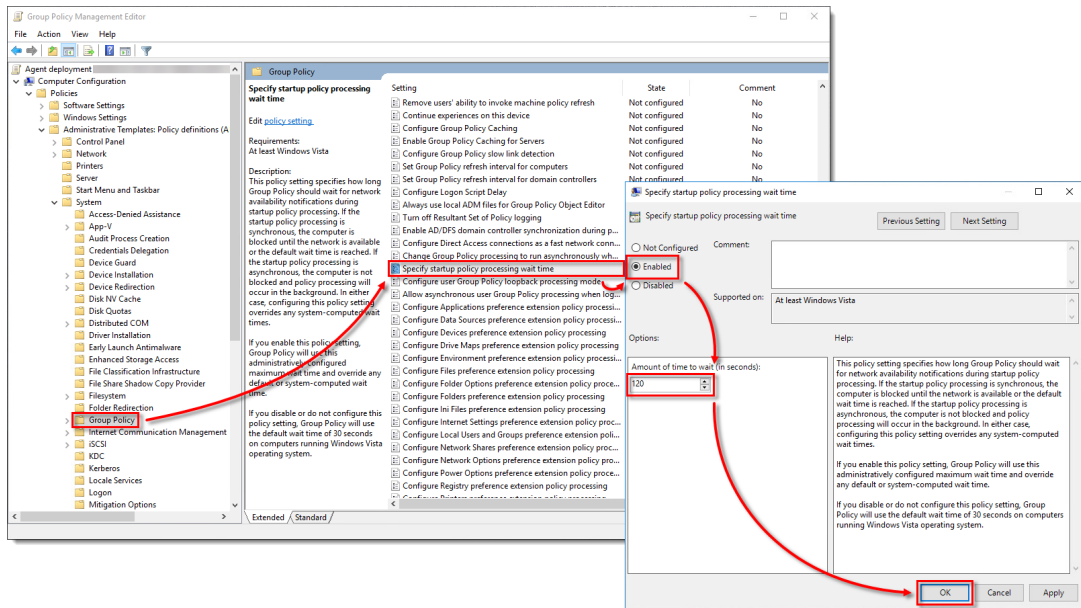 Group Policy Management Editor
File Action View Help
Agent deployment
Computer Configuration
Policies
Software Settings
Windows Settings
Administrative Templates: Policy definitions (A
Control Panel
Network
Printers
Server
Start Menu and Taskbar
System
Access-Denied Assistance
App-V
Audit Process Creation
Credentials Delegation
Device Guard
Device Installation
Device Redirection
Disk NV Cache
Disk Quotas
Distributed COM
Driver Installation
Early Launch Antimalware
Enhanced Storage Access
File Classification Infrastructure
File Share Shadow Copy Provider
Filesystem
Folder Redirection
Group Policy
Internet Communication Management
iSCSI
KDC
Kerberos
Locale Services
Logon
Mitigation Options
Group Policy
Specify startup policy processing
wait time
Edit policy setting
Requirements:
At least Windows Vista
Description:
This policy setting specifies how long
Group Policy should wait for network
availability notifications during
startup policy processing. If the
startup policy processing is
synchronous, the computer is
blocked until the network is available
or the default wait time is reached. If
the startup policy processing is
asynchronous, the computer is not
blocked and policy processing will
occur in the background. In either
case, configuring this policy setting
overrides any system-computed wait
times.
If you enable this policy setting,
Group Policy will use this
administratively configured
maximum wait time and override any
default or system-computed wait
time.
If you disable or do not configure this
policy setting, Group Policy will use
the default wait time of 30 seconds
on computers running Windows Vista
operating system.
Setting State Comment
Remove users' ability to invoke machine policy refresh Not configured No
Continue experiences on this device Not configured No
Configure Group Policy Caching Not configured No
Enable Group Policy Caching for Servers Not configured No
Configure Group Policy slow link detection Not configured No
Set Group Policy refresh interval for computers Not configured No
Set Group Policy refresh interval for domain controllers Not configured No
Configure Logon Script Delay
Always use local ADM files for Group Policy Object Editor
Turn off Resultant Set of Policy logging
Enable AD/DFS domain controller synchronization during p...
Configure Direct Access connections as a fast network conn...
Change Group Policy processing to run asynchronously wh...
Specify startup policy processing wait time
Configure user Group Policy loopback processing mode
Allow asynchronous user Group Policy processing when log...
Configure Applications preference extension policy processi...
Configure Data Sources preference extension policy processi...
Configure Devices preference extension policy processing
Configure Drive Maps preference extension policy processing
Configure Environment preference extension policy processi...
Configure Files preference extension policy processing
Configure Folder Options preference extension policy proce...
Configure Folders preference extension policy processing
Configure Ini Files preference extension policy processing
Configure Internet Settings preference extension policy proc...
Configure Local Users and Groups preference extension poli...
Configure Network Shares preference extension policy proc...
Configure Network Options preference extension policy pro...
Configure Power Options preference extension policy proce...
Configure Registry preference extension policy processing
Configure Printers preference extension policy processing
Extended Standard
Specify startup policy processing wait time
Specify startup policy processing wait time
Previous Setting Next Setting
Not Configured Comment:
Enabled
Disabled
Supported on: At least Windows Vista
Options: Help:
Amount of time to wait (in seconds):
120
This policy setting specifies how long Group Policy should wait
for network availability notifications during startup policy
processing. If the startup policy processing is synchronous, the
computer is blocked until the network is available or the default
wait time is reached. If the startup policy processing is
asynchronous, the computer is not blocked and policy
processing will occur in the background. In either case,
configuring this policy setting overrides any system-computed
wait times.
If you enable this policy setting, Group Policy will use this
administratively configured maximum wait time and override
any default or system-computed wait time.
If you disable or do not configure this policy setting, Group
Policy will use the default wait time of 30 seconds on computers
running Windows Vista operating system.
OK Cancel Apply